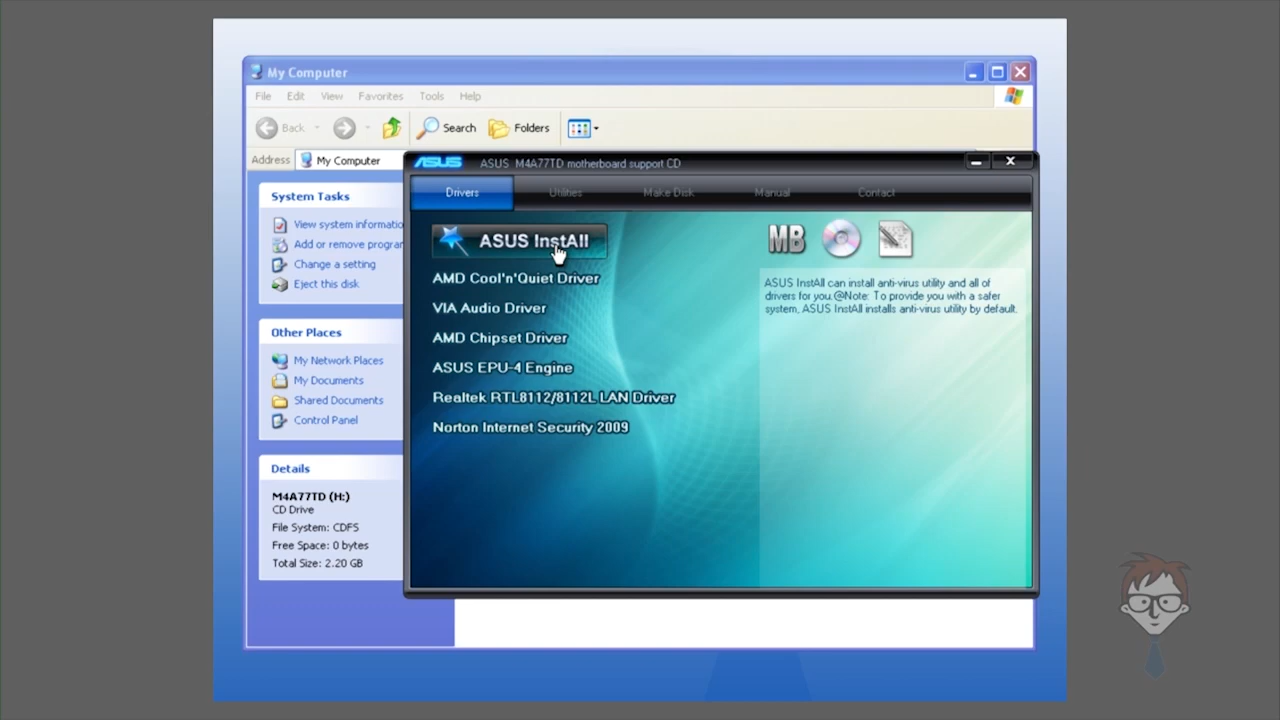 My Computer
File Edit View Favorites Tools Help
Back Search Folders
Address My Computer
System Tasks
View system informatio
Add or remove progra
Change a setting
Eject this disk
Other Places
My Network Places
My Documents
Shared Documents
Control Panel
Details
M4A77TD (H:)
CD Drive
File System: CDFS
Free Space: 0 bytes
Total Size: 2.20 GB
ASUS ASUS M4A77TD motherboard support CD
Drivers Utilities Make Disk Manual Contact
ASUS InstAll
AMD Cool'n'Quiet Driver
VIA Audio Driver
AMD Chipset Driver
ASUS EPU-4 Engine
Realtek RTL8112/8112L LAN Driver
Norton Internet Security 2009
MB
ASUS InstAll can install anti-virus utility and all of
drivers for you.@Note: To provide you with a safer
system, ASUS InstAll installs anti-virus utility by default.